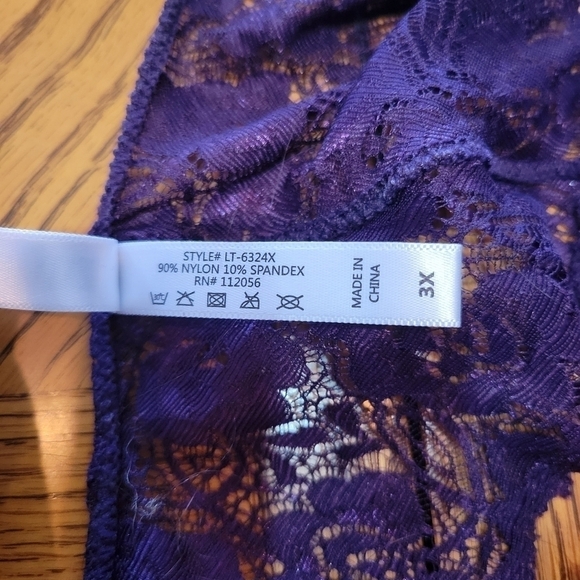 STYLE# LT-6324X
90% NYLON 10% SPANDEX
RN# 112056
MADE IN
CHINA
3X